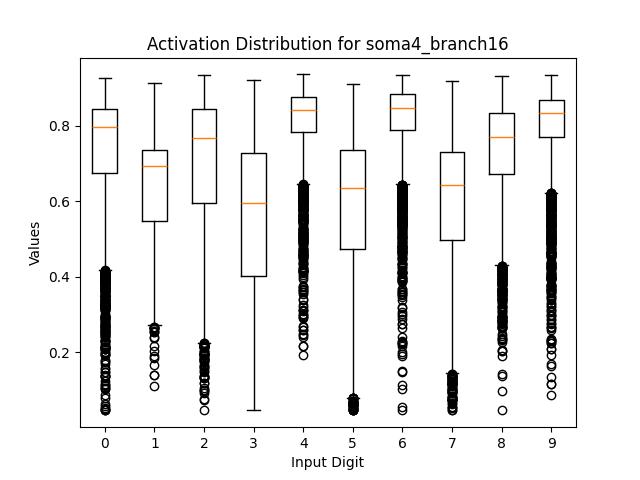 Activation Distribution for soma4_branch16
Values
0.8
0.6
0.4
0.2
0 1 2 3 4 5 6 7 8 9
Input Digit